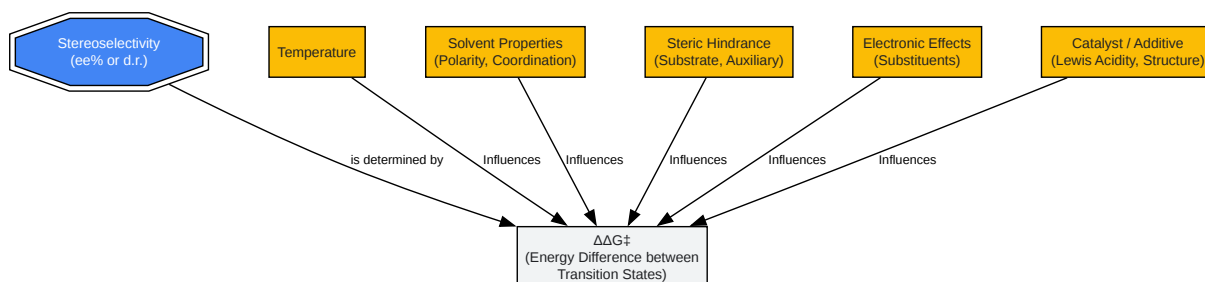 Stereoselectivity
(ee% or d.r.)
Temperature
Solvent Properties
(Polarity, Coordination)
Steric Hindrance
(Substrate, Auxiliary)
Electronic Effects
(Substituents)
Catalyst / Additive
(Lewis Acidity, Structure)
is determined by
Influences
Influences
Influences
Influences
Influences
ΔΔG‡
(Energy Difference between
Transition States)